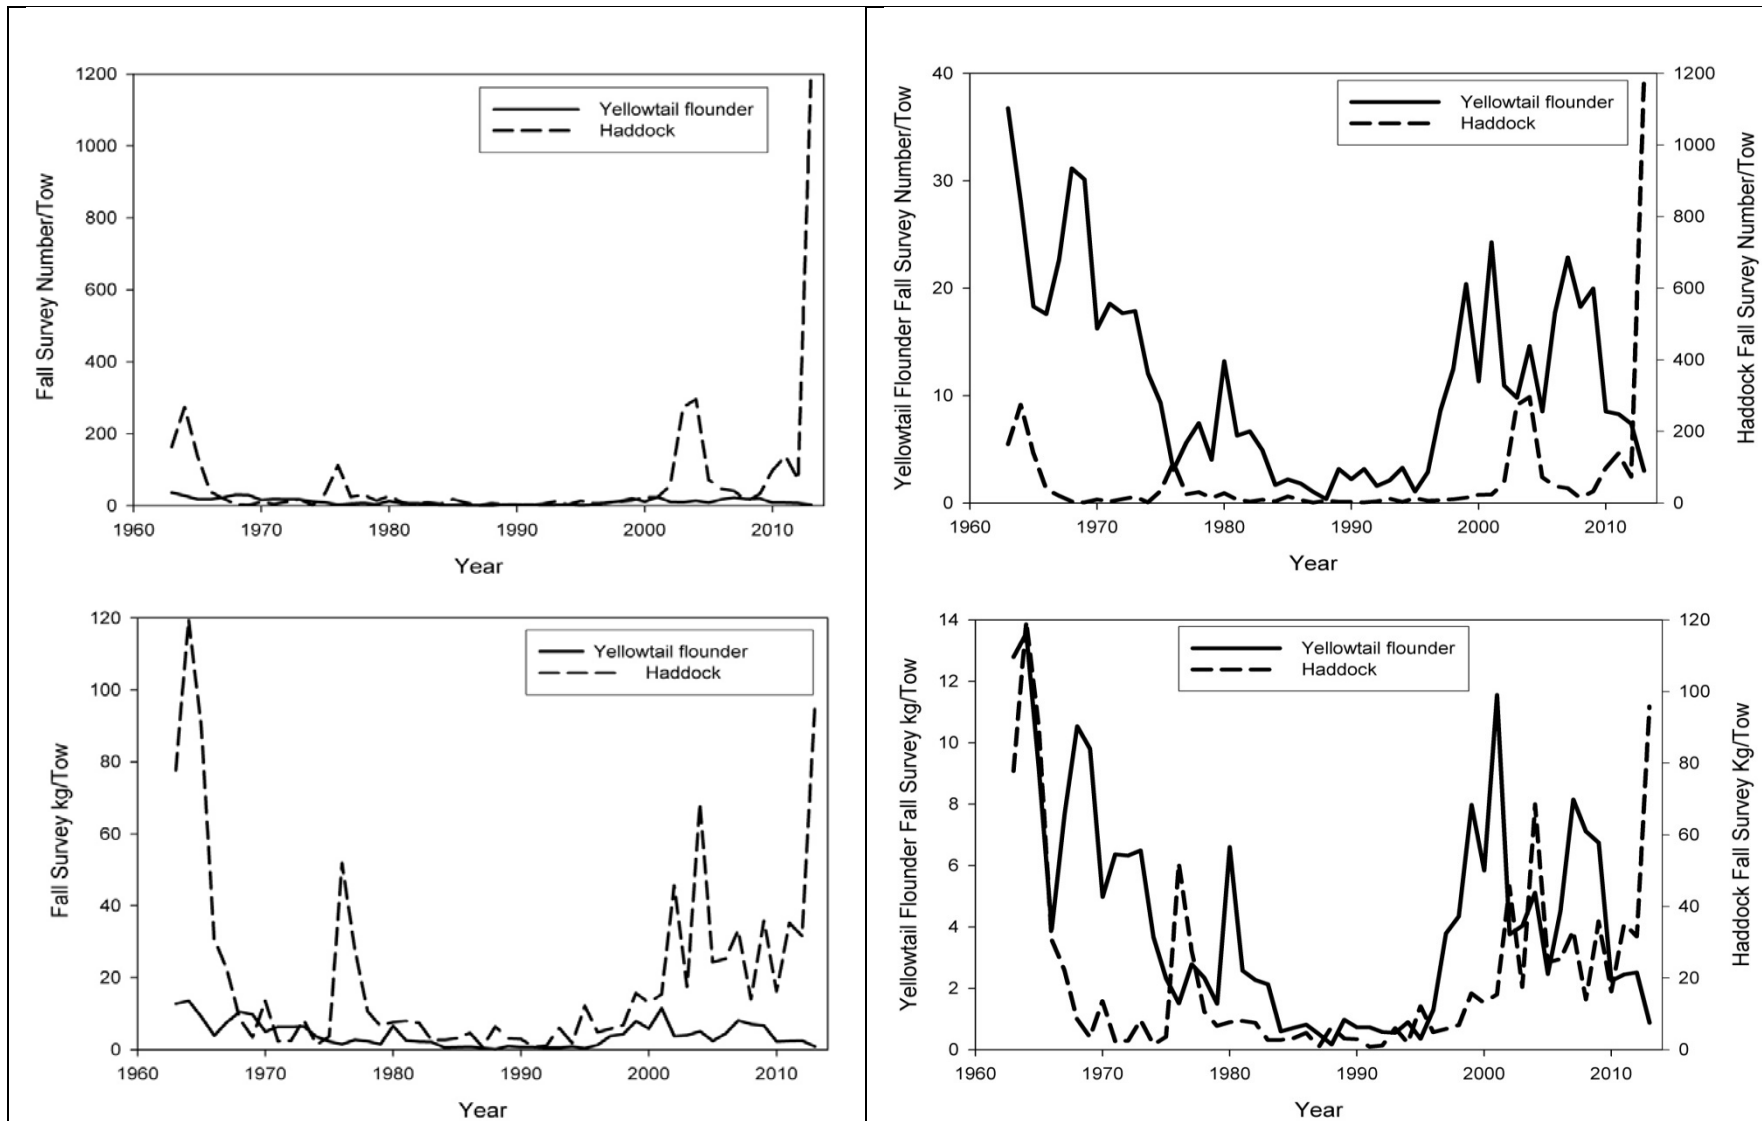 1200
1000
800
600
400
200
0
Fall Survey Number/Tow
Yellowtail flounder
Haddock
1960 1970 1980 1990 2000 2010
Year
40
30
20
10
0
Yellowtail Flounder Fall Survey Number/Tow
Yellowtail flounder
Haddock
1200
1000
800
600
400
200
0
Haddock Fall Survey Number/Tow
1960 1970 1980 1990 2000 2010
Year
120
100
80
60
40
20
0
Fall Survey kg/Tow
Yellowtail flounder
Haddock
1960 1970 1980 1990 2000 2010
Year
14
12
10
8
6
4
2
0
Yellowtail Flounder Fall Survey kg/Tow
Yellowtail flounder
Haddock
120
100
80
60
40
20
0
Haddock Fall Survey Kg/Tow
1960 1970 1980 1990 2000 2010
Year